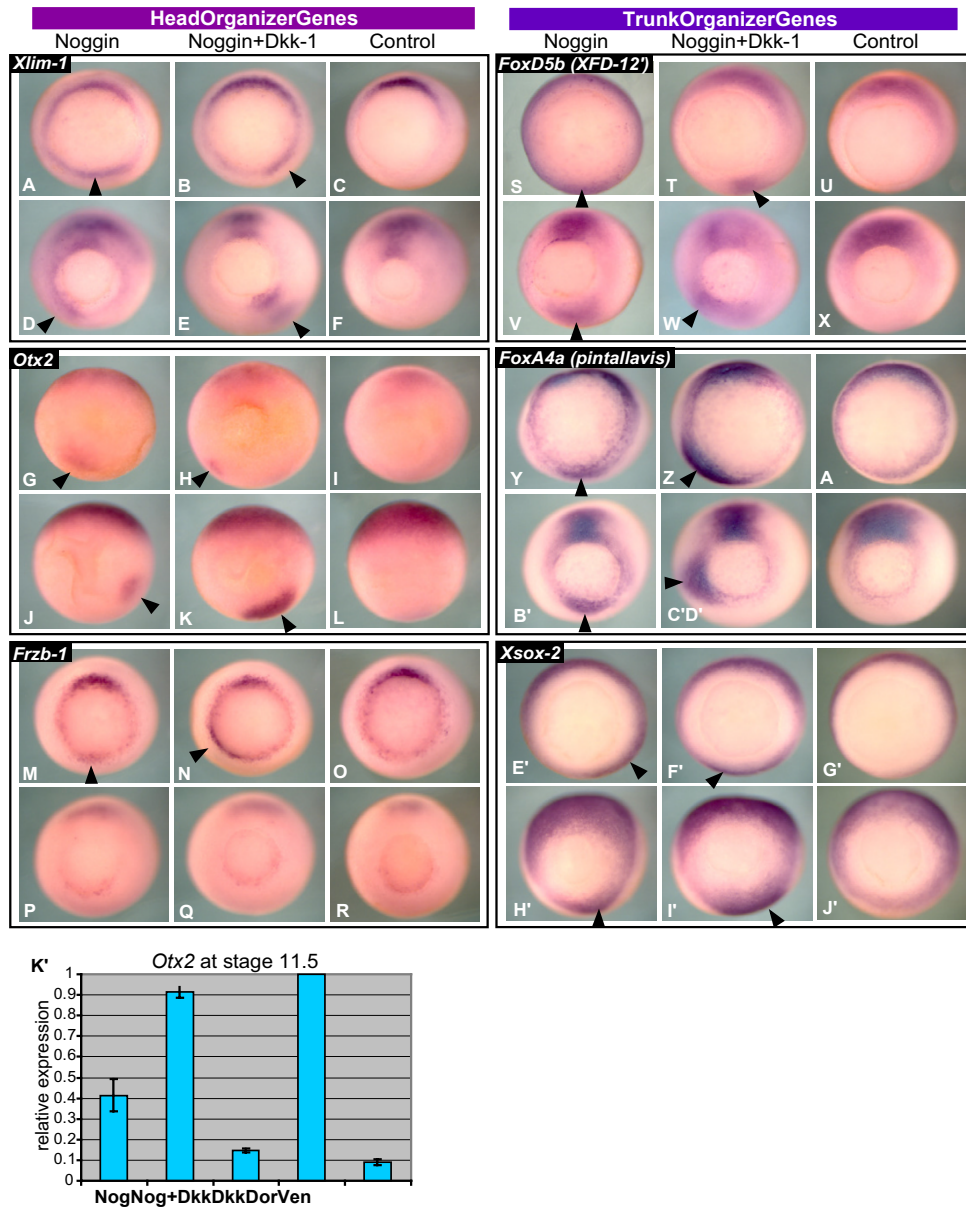 HeadOrganizerGenes
Noggin Noggin+Dkk-1 Control
Xlim-1
A B C
D E F
Otx2
G H I
J K L
Frzb-1
M N O
P Q R
TrunkOrganizerGenes
Noggin Noggin+Dkk-1 Control
FoxD5b (XFD-12')
S T U
V W X
FoxA4a (pintallavis)
Y Z A
B' C'D'
Xsox-2
E' F' G'
H' I' J'
K'
Otx2 at stage 11.5
relative expression
1
0.9
0.8
0.7
0.6
0.5
0.4
0.3
0.2
0.1
0
NogNog+DkkDkkDorVen